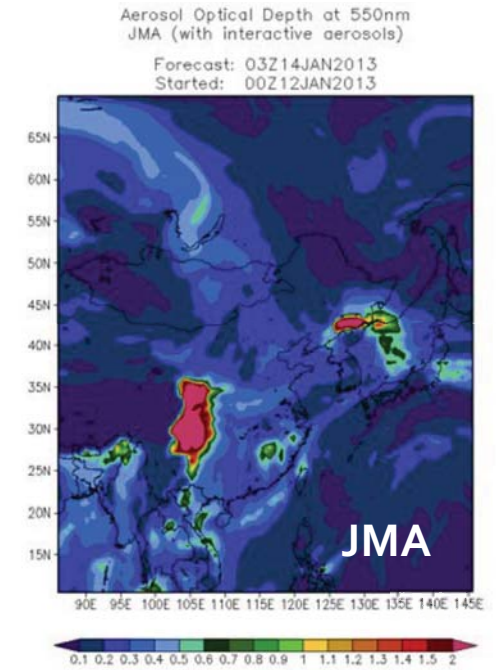 Aerosol Optical Depth at 550nm
JMA (with interactive aerosols)
Forecast: 03Z14JAN2013
Started: 00Z12JAN2013
65N
60N
55N
50N
45N
40N
35N
30N
25N
20N
15N
JMA
90E 95E 100E 105E 110E 115E 120E 125E 130E 135E 140E 145E
0.1 0.2 0.3 0.4 0.5 0.6 0.7 0.8 0.9 1 1.1 1.2 1.3 1.4 1.5 2